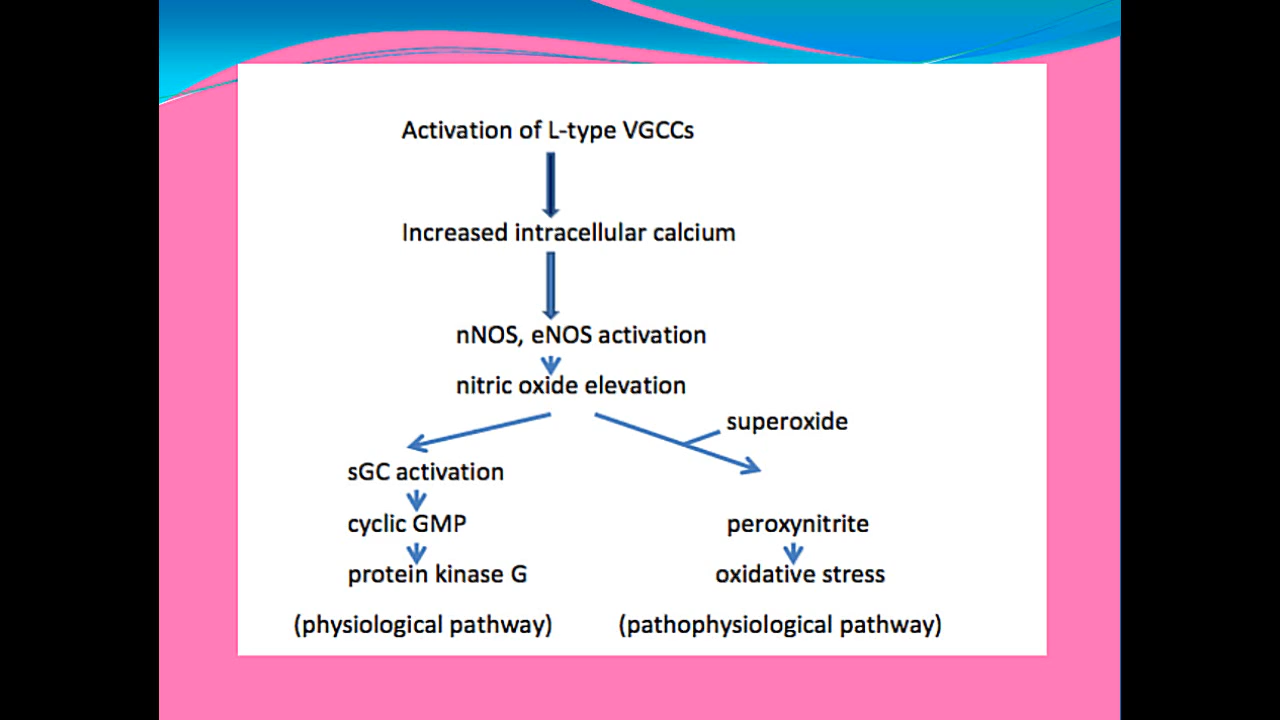 Activation of L-type VGCCs
Increased intracellular calcium
nNOS, eNOS activation
nitric oxide elevation
superoxide
sGC activation
cyclic GMP
peroxynitrite
protein kinase G
oxidative stress
(physiological pathway)
(pathophysiological pathway)